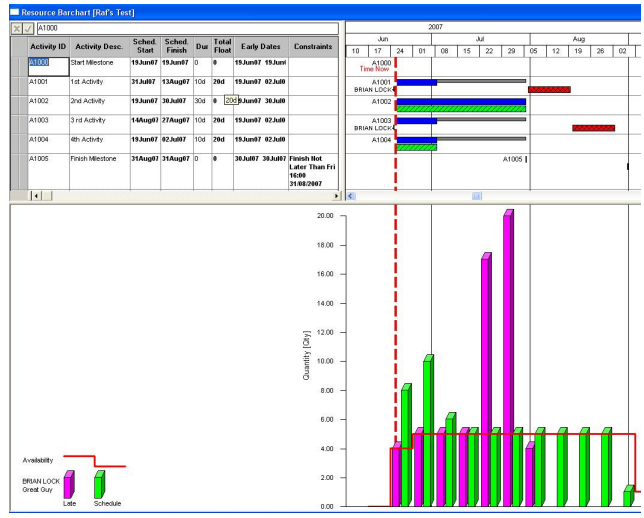 Resource Barchart [Raf's Test]
A1000
Activity ID Activity Desc. Sched. Start Sched. Finish Dur Total Float Early Dates Constraints
A1000 Start Milestone 19Jun07 19Jun07 0 0 19Jun07 19Jun
A1001 1st Activity 31Jul07 13Aug07 10d 20d 19Jun07 02Jul0
A1002 2nd Activity 19Jun07 30Jul07 30d 0 20d 9Jun07 30Jul0
A1003 3 rd Activity 14Aug07 27Aug07 10d 20d 19Jun07 02Jul0
A1004 4th Activity 19Jun07 02Jul07 10d 20d 19Jun07 02Jul0
A1005 Finish Milestone 31Aug07 31Aug07 0 0 30Jul07 30Jul07 Finish Not
Later Than Fri
16:00
31/08/2007
2007
Jun Jul Aug
10 17 24 01 08 15 22 29 05 12 19 26 02
A1000
Time Now
A1001
BRIAN LOCK
A1002
A1003
BRIAN LOCK
A1004
A1005
20.00
18.00
16.00
14.00
12.00
10.00
8.00
6.00
4.00
2.00
0.00
Quantity [Qty]
Availability
BRIAN LOCK
Great Guy
Late Schedule